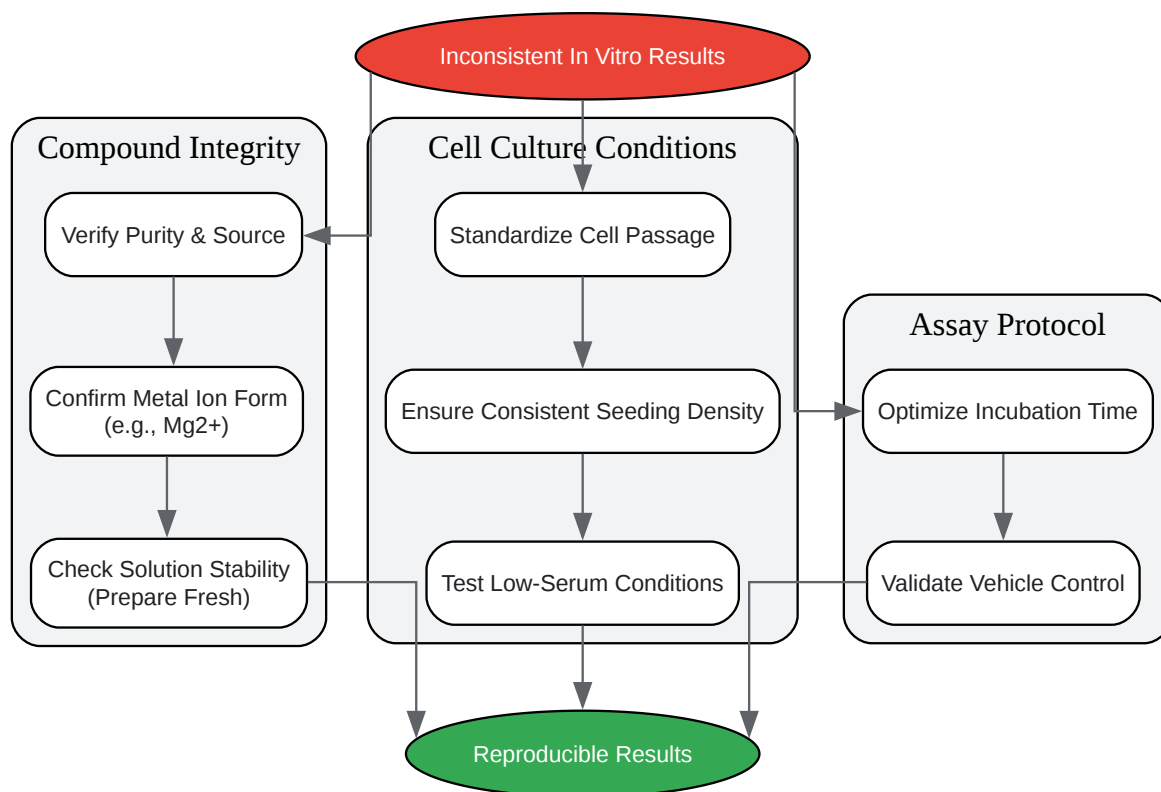 Inconsistent In Vitro Results
Compound Integrity
Verify Purity & Source
Confirm Metal Ion Form
(e.g., Mg2+)
Check Solution Stability
(Prepare Fresh)
Cell Culture Conditions
Standardize Cell Passage
Ensure Consistent Seeding Density
Test Low-Serum Conditions
Assay Protocol
Optimize Incubation Time
Validate Vehicle Control
Reproducible Results